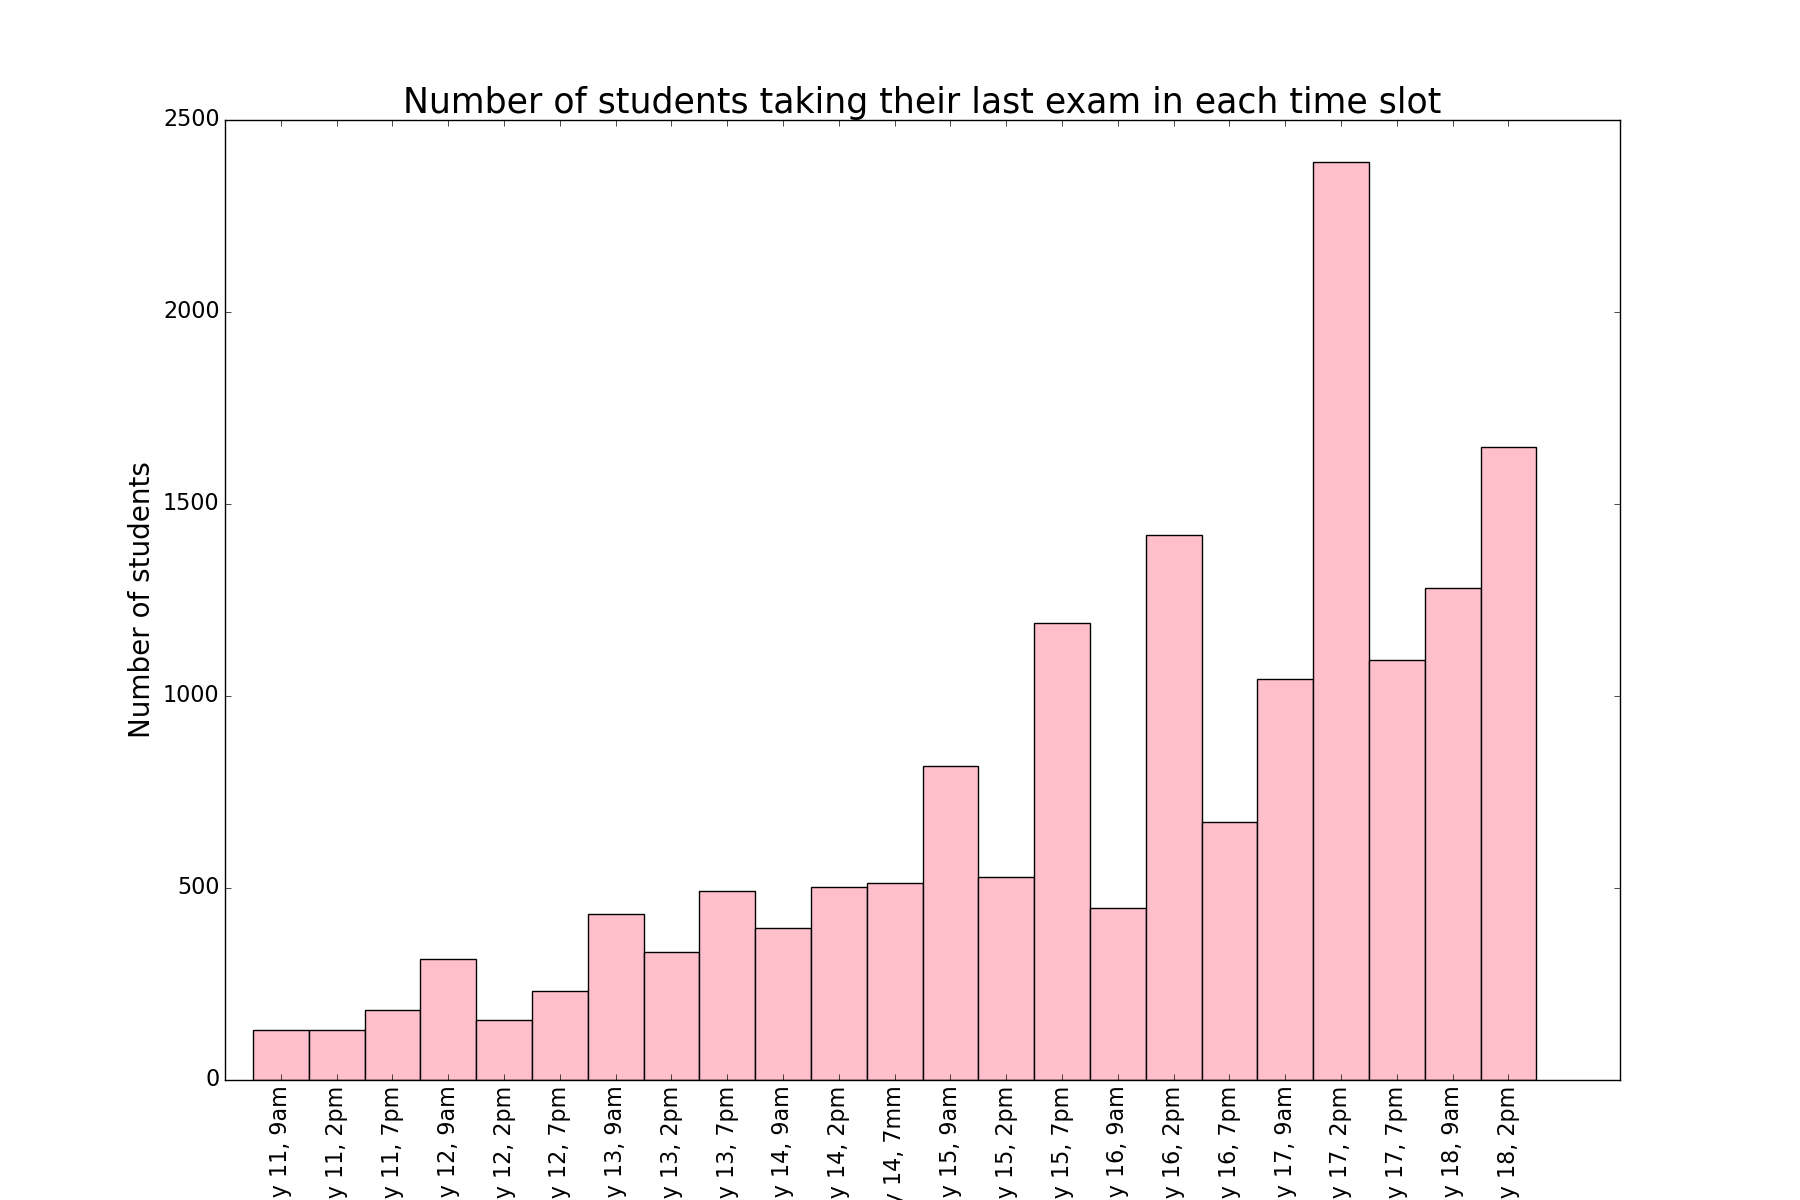 Number of students taking their last exam in each time slot
Number of students
2500
2000
1500
1000
500
0
y 11, 9am
y 11, 2pm
y 11, 7pm
y 12, 9am
y 12, 2pm
y 12, 7pm
y 13, 9am
y 13, 2pm
y 13, 7pm
y 14, 9am
y 14, 2pm
y 14, 7mm
y 15, 9am
y 15, 2pm
y 15, 7pm
y 16, 9am
y 16, 2pm
y 16, 7pm
y 17, 9am
y 17, 2pm
y 17, 7pm
y 18, 9am
y 18, 2pm